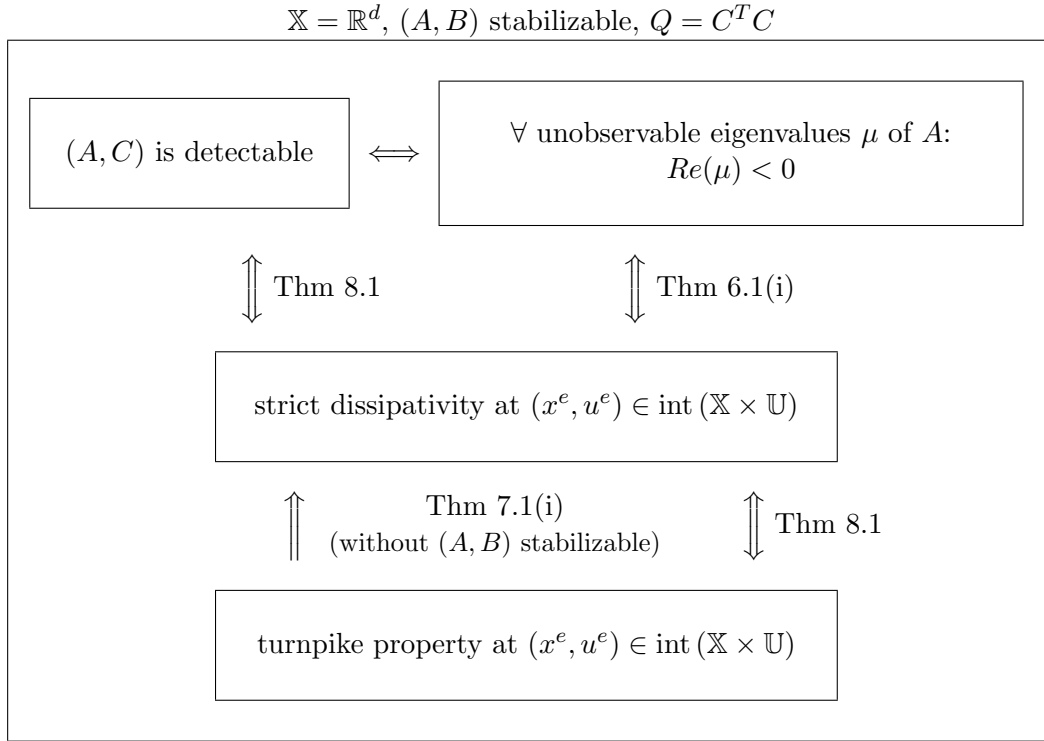 𝕏 = ℝ^d, (A, B) stabilizable, Q = C^T C
(A, C) is detectable ⟺ ∀ unobservable eigenvalues μ of A:
Re(μ) < 0
⇕ Thm 8.1 ⇕ Thm 6.1(i)
strict dissipativity at (x^e, u^e) ∈ int (𝕏 × 𝕌)
⇑ Thm 7.1(i)
(without (A, B) stabilizable)
⇕ Thm 8.1
turnpike property at (x^e, u^e) ∈ int (𝕏 × 𝕌)